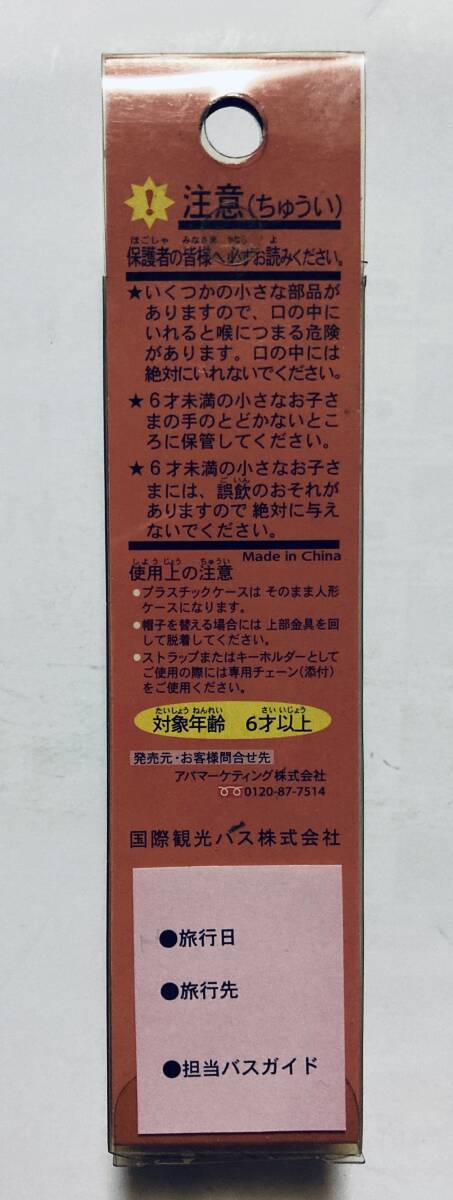 注意(ちゅうい)
ほごしゃ みなさま かなら よ
保護者の皆様へ必ずお読みください。
★いくつかの小さな部品が
ありますので、口の中に
いれると喉につまる危険
があります。口の中には
絶対にいれないでください。
★6才未満の小さなお子さ
まの手のとどかないとこ
ろに保管してください。
★6才未満の小さなお子さ
ごいん
まには、誤飲のおそれが
ありますので 絶対に与え
ないでください。
Made in China
しようじょう ちゅうい
使用上の注意
●プラスチックケースは そのまま人形
ケースになります。
●帽子を替える場合には 上部金具を回
して脱着してください。
●ストラップまたはキーホルダーとして
ご使用の際には専用チェーン(添付)
をご使用ください。
たいしょう ねんれい さい いじょう
対象年齢 6才以上
発売元・お客様問合せ先
アバマーケティング株式会社
0120-87-7514
国際観光バス株式会社
●旅行日
●旅行先
●担当バスガイド